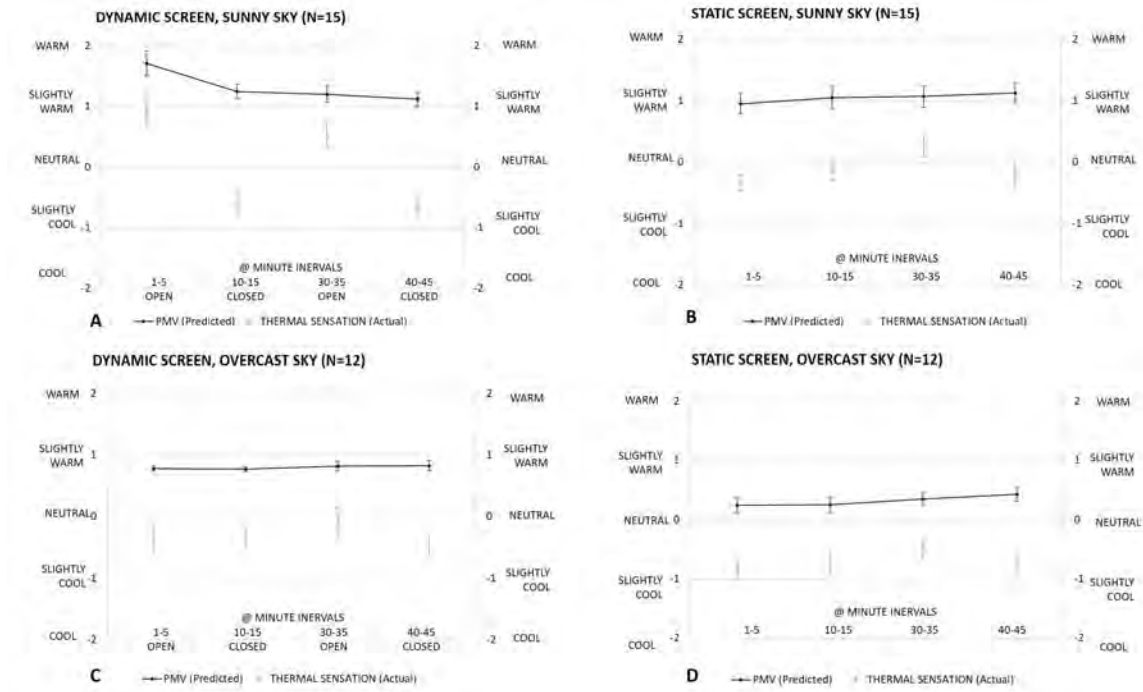 DYNAMIC SCREEN, SUNNY SKY (N=15)
WARM 2 2 WARM
SLIGHTLY WARM 1 1 SLIGHTLY WARM
NEUTRAL 0 0 NEUTRAL
SLIGHTLY COOL -1 -1 SLIGHTLY COOL
@ MINUTE INERVALS
COOL -2 -2 COOL
1-5 10-15 30-35 40-45
OPEN CLOSED OPEN CLOSED
A PMV (Predicted) THERMAL SENSATION (Actual)
STATIC SCREEN, SUNNY SKY (N=15)
WARM 2 2 WARM
SLIGHTLY WARM 1 1 SLIGHTLY WARM
NEUTRAL 0 0 NEUTRAL
SLIGHTLY COOL -1 -1 SLIGHTLY COOL
@ MINUTE INERVALS
1-5 10-15 30-35 40-45
COOL -2 -2 COOL
B PMV (Predicted) THERMAL SENSATION (Actual)
DYNAMIC SCREEN, OVERCAST SKY (N=12)
WARM 2 2 WARM
SLIGHTLY WARM 1 1 SLIGHTLY WARM
NEUTRAL 0 0 NEUTRAL
SLIGHTLY COOL -1 -1 SLIGHTLY COOL
@ MINUTE INERVALS
COOL -2 -2 COOL
1-5 10-15 30-35 40-45
OPEN CLOSED OPEN CLOSED
C PMV (Predicted) THERMAL SENSATION (Actual)
STATIC SCREEN, OVERCAST SKY (N=12)
WARM 2 2 WARM
SLIGHTLY WARM 1 1 SLIGHTLY WARM
NEUTRAL 0 0 NEUTRAL
SLIGHTLY COOL -1 -1 SLIGHTLY COOL
@ MINUTE INERVALS
1-5 10-15 30-35 40-45
COOL -2 -2 COOL
D PMV (Predicted) THERMAL SENSATION (Actual)